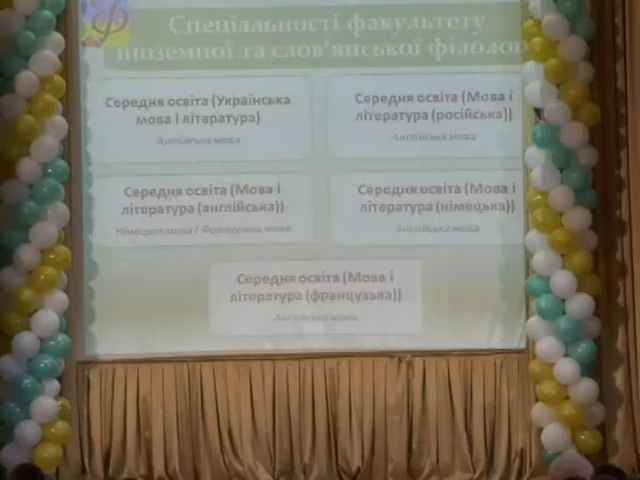 Спеціальності факультету
іноземної та слов'янської філолог
Середня освіта (Українська
мова і література)
Англійська мова
Середня освіта (Мова і
література (російська))
Англійська мова
Середня освіта (Мова і
література (англійська))
Німецька мова / Французька мова
Середня освіта (Мова і
література (німецька))
Англійська мова
Середня освіта (Мова і
література (французька))
Англійська мова